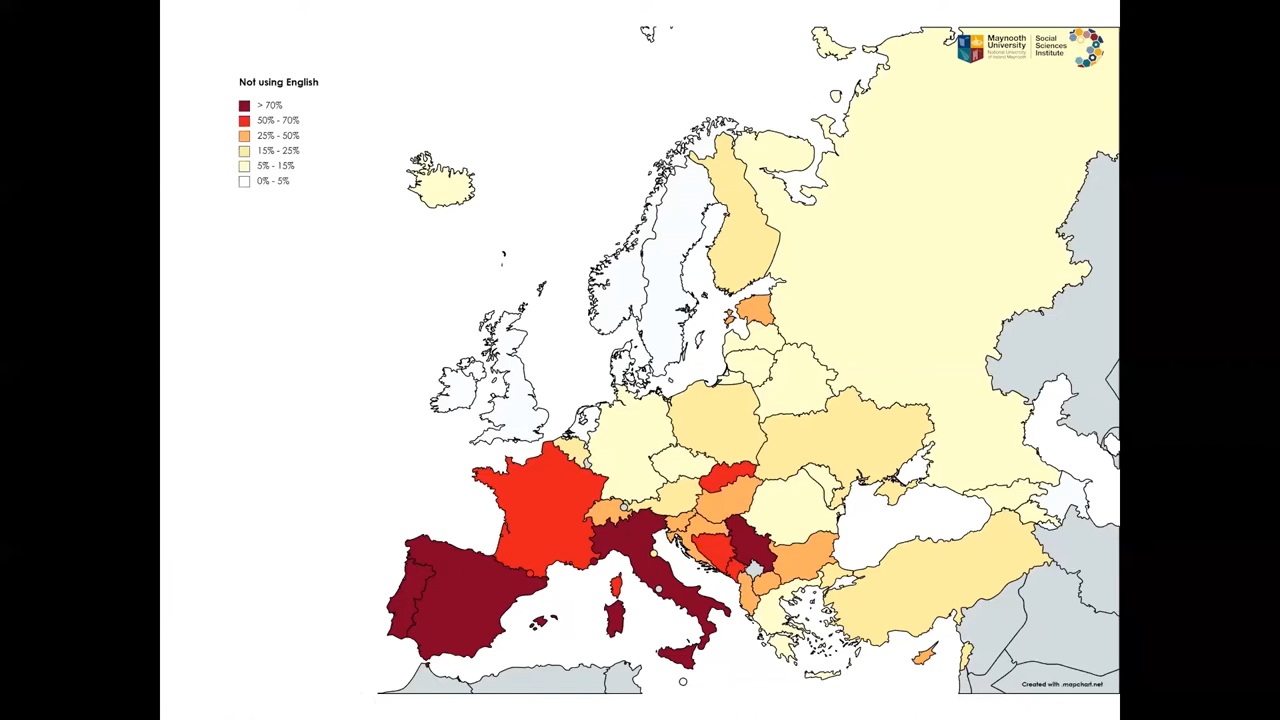 Maynooth
University
National University
of Ireland Maynooth
Social
Sciences
Institute
Not using English
> 70%
50% - 70%
25% - 50%
15% - 25%
5% - 15%
0% - 5%
Created with .mapchart.net